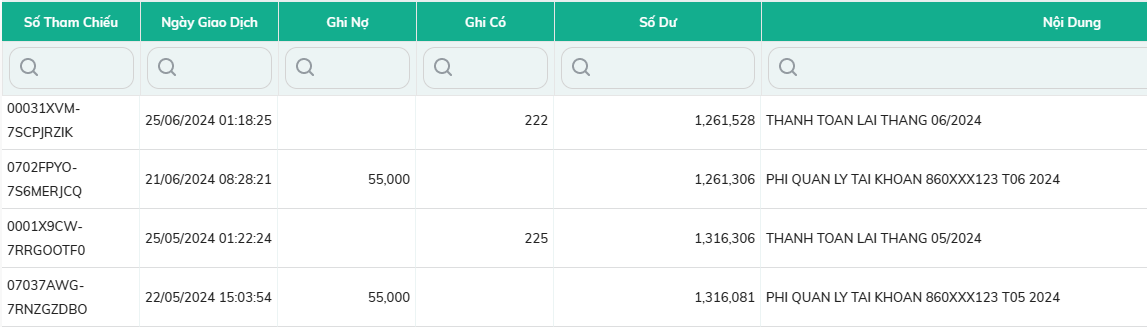 Số Tham Chiếu Ngày Giao Dịch Ghi Nợ Ghi Có Số Dư Nội Dung
00031XVM-
7SCPJRZIK 25/06/2024 01:18:25 222 1,261,528 THANH TOAN LAI THANG 06/2024
0702FPYO-
7S6MERJCQ 21/06/2024 08:28:21 55,000 1,261,306 PHI QUAN LY TAI KHOAN 860XXX123 T06 2024
0001X9CW-
7RRGOOTF0 25/05/2024 01:22:24 225 1,316,306 THANH TOAN LAI THANG 05/2024
07037AWG-
7RNZGZDBO 22/05/2024 15:03:54 55,000 1,316,081 PHI QUAN LY TAI KHOAN 860XXX123 T05 2024